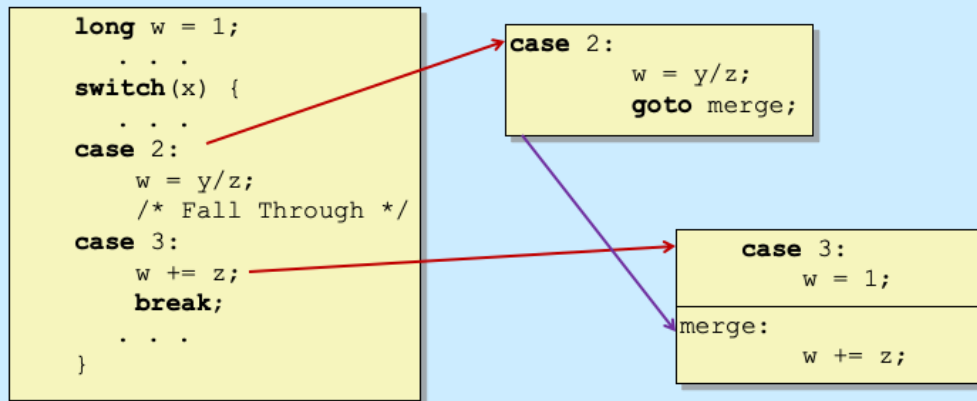 long w = 1;
. . .
switch(x) {
. . .
case 2:
w = y/z;
/* Fall Through */
case 3:
w += z;
break;
. . .
}
case 2:
w = y/z;
goto merge;
case 3:
w = 1;
merge:
w += z;